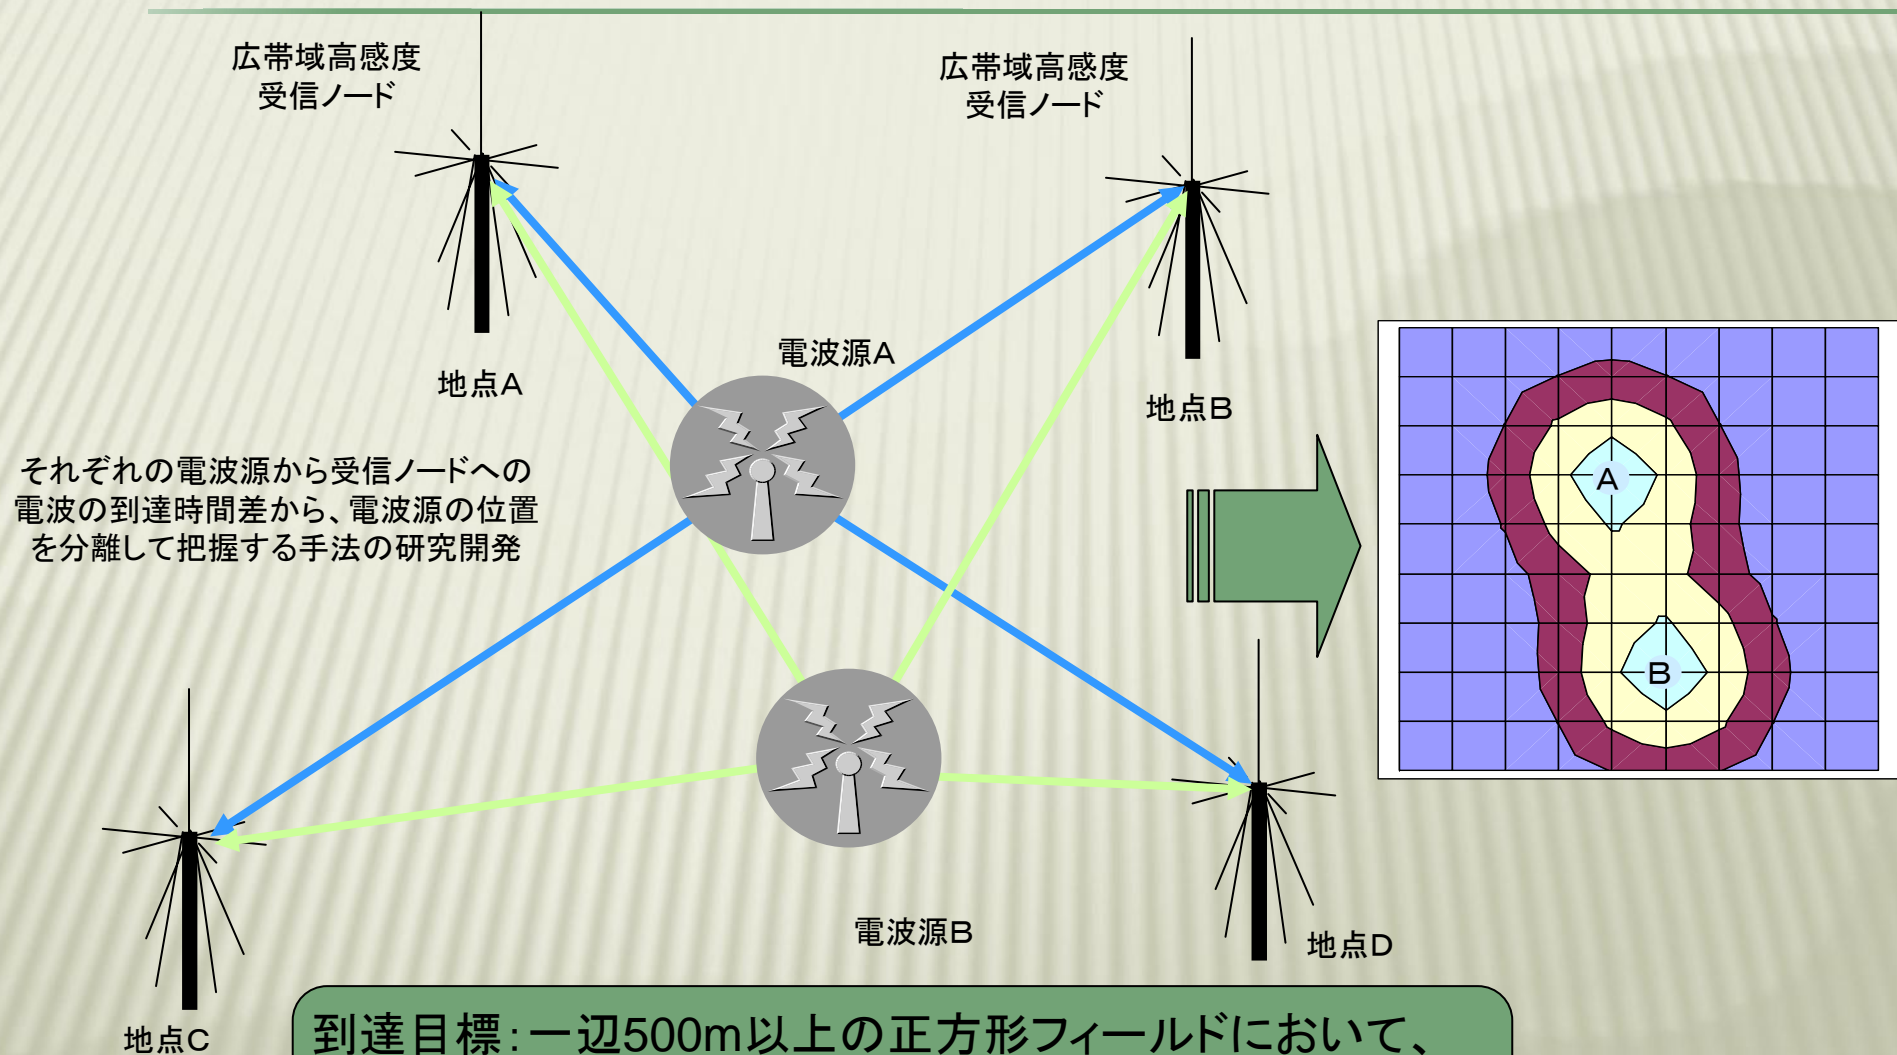 広帯域高感度
受信ノード
広帯域高感度
受信ノード
電波源A
地点A
地点B
それぞれの電波源から受信ノードへの
電波の到達時間差から、電波源の位置
を分離して把握する手法の研究開発
A
B
電波源B
地点D
地点C
到達目標：一辺500m以上の正方形フィールドにおいて、